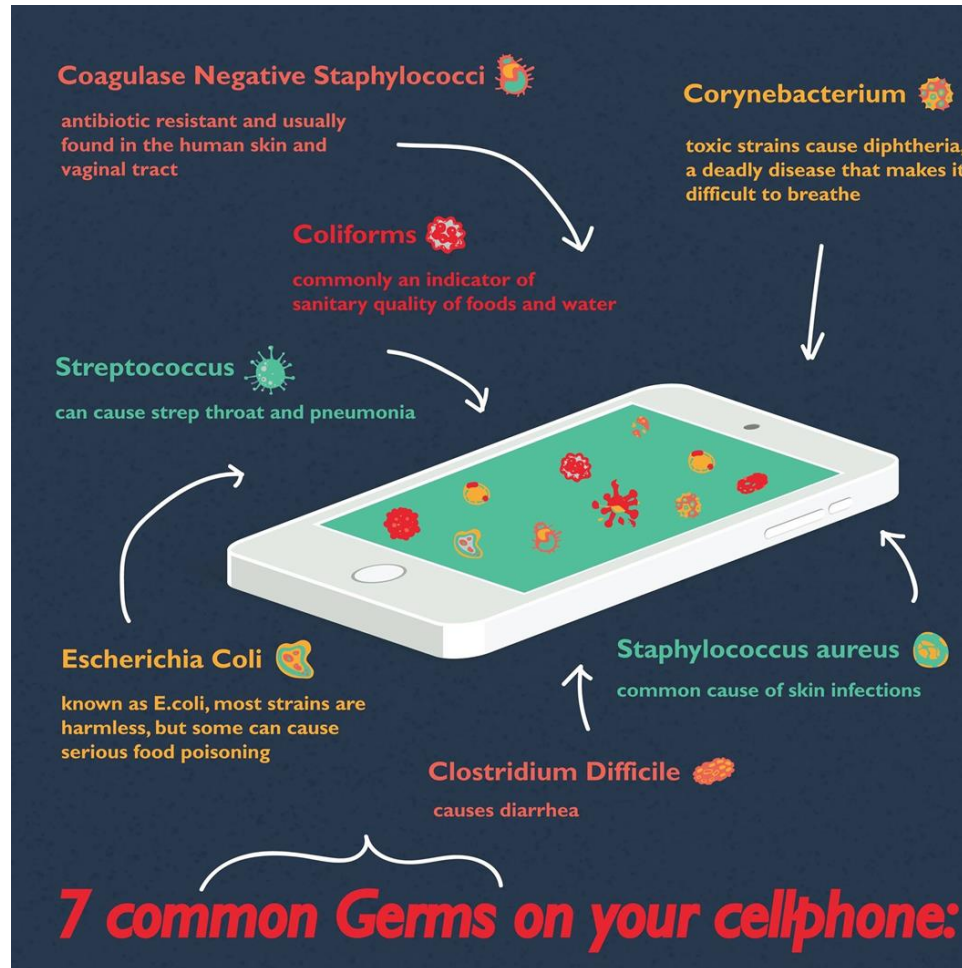 Coagulase Negative Staphylococci
antibiotic resistant and usually
found in the human skin and
vaginal tract
Corynebacterium
toxic strains cause diphtheria,
a deadly disease that makes it
difficult to breathe
Coliforms
commonly an indicator of
sanitary quality of foods and water
Streptococcus
can cause strep throat and pneumonia
Escherichia Coli
known as E.coli, most strains are
harmless, but some can cause
serious food poisoning
Staphylococcus aureus
common cause of skin infections
Clostridium Difficile
causes diarrhea
7 common Germs on your cellphone: